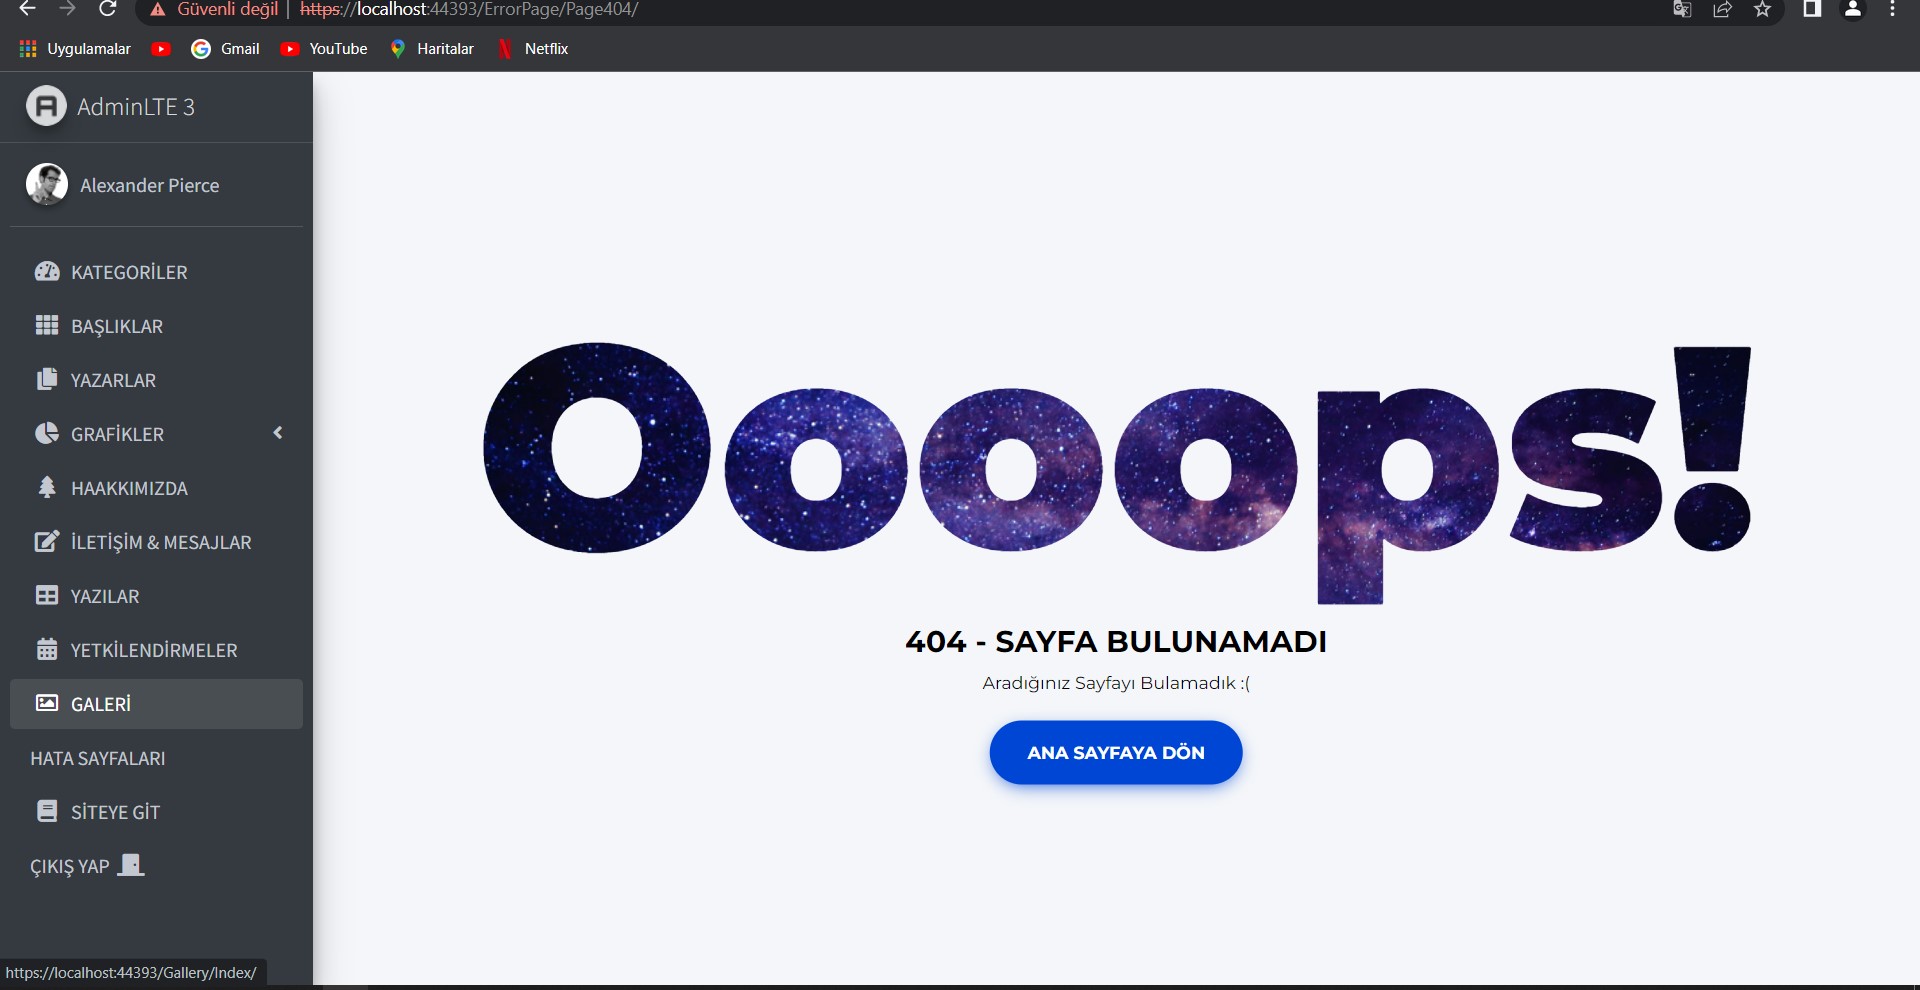 Güvenli değil | https://localhost:44393/ErrorPage/Page404/
Uygulamalar Gmail YouTube Haritalar Netflix
AdminLTE 3
Alexander Pierce
KATEGORİLER
BAŞLIKLAR
YAZARLAR
GRAFİKLER
HAAKKIMIZDA
İLETİŞİM & MESAJLAR
YAZILAR
YETKİLENDİRMELER
GALERİ
HATA SAYFALARI
SİTEYE GİT
ÇIKIŞ YAP
Oooops!
404 - SAYFA BULUNAMADI
Aradığınız Sayfayı Bulamadık :(
ANA SAYFAYA DÖN
https://localhost:44393/Gallery/Index/